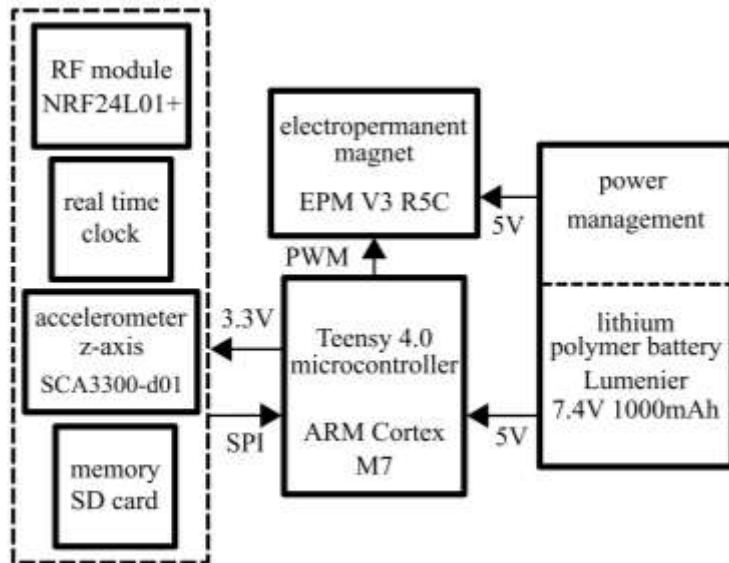 RF module
NRF24L01+
real time
clock
accelerometer
z-axis
SCA3300-d01
memory
SD card
3.3V
SPI
electropermanent
magnet
EPM V3 R5C
PWM
Teensy 4.0
microcontroller
ARM Cortex
M7
5V
5V
power
management
lithium
polymer battery
Lumenier
7.4V 1000mAh